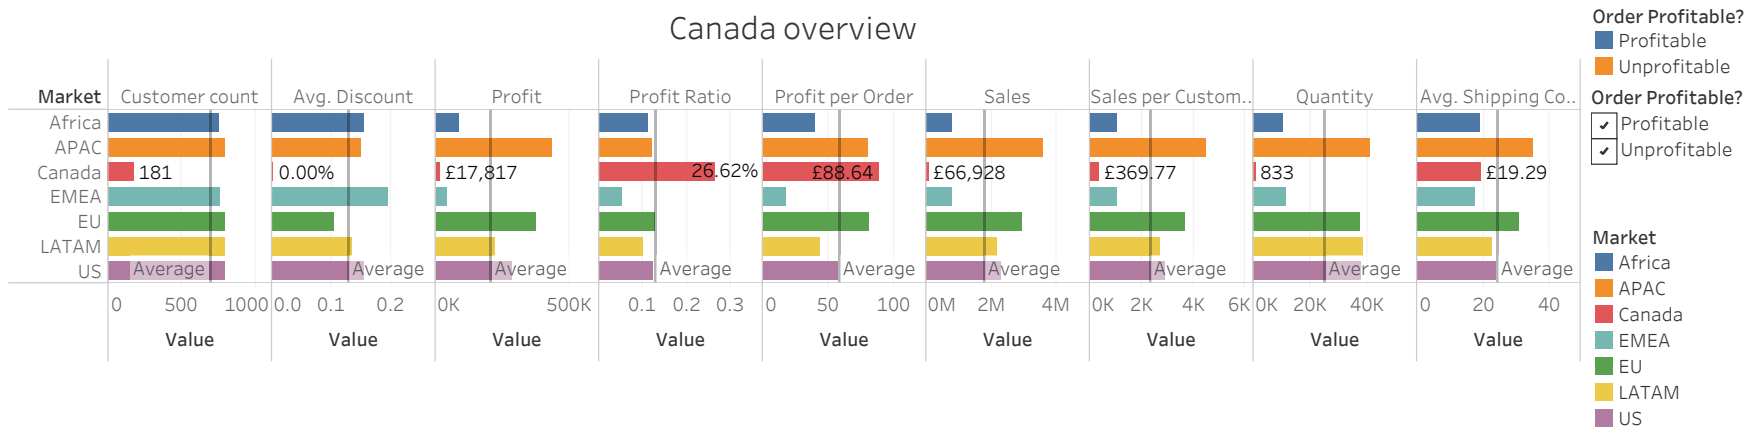 Canada overview
Market Customer count Avg. Discount Profit Profit Ratio Profit per Order Sales Sales per Custom.. Quantity Avg. Shipping Co..
Africa
APAC
Canada 181 0.00% £17,817 26.62% £88.64 £66,928 £369.77 833 £19.29
EMEA
EU
LATAM
US Average Average Average Average Average Average Average Average Average
0 500 1000 0.0 0.1 0.2 0K 500K 0.1 0.2 0.3 0 50 100 0M 2M 4M 0K 2K 4K 6K 0K 20K 40K 0 20 40
Value Value Value Value Value Value Value Value Value
Order Profitable?
Profitable
Unprofitable
Order Profitable?
Profitable
Unprofitable
Market
Africa
APAC
Canada
EMEA
EU
LATAM
US